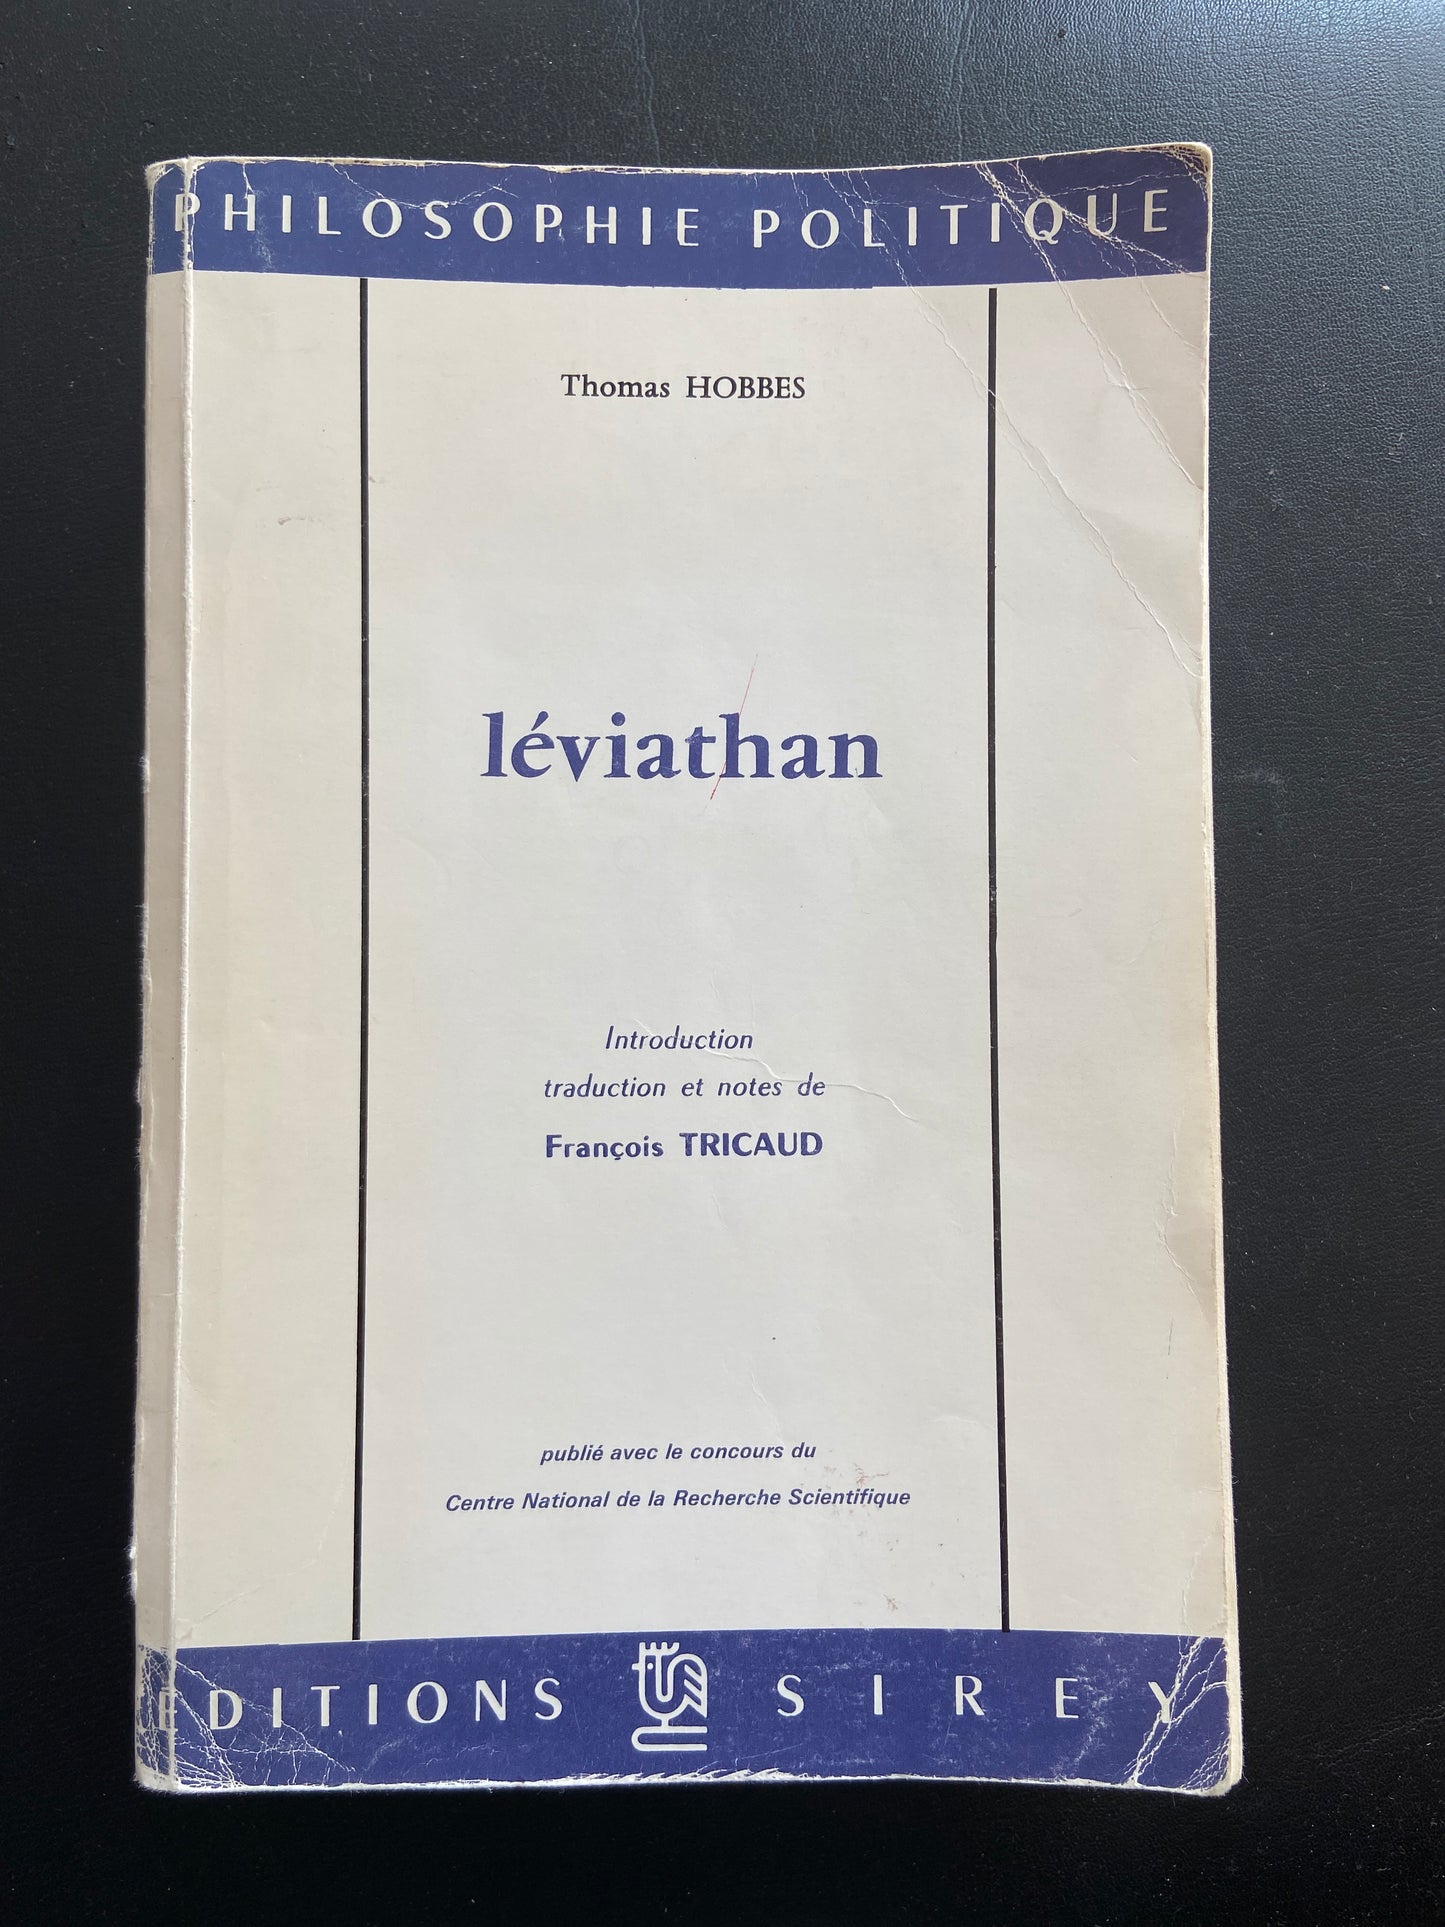 PHILOSOPHIE POLITIQUE
Thomas HOBBES
léviathan
Introduction
traduction et notes de
François TRICAUD
publié avec le concours du
Centre National de la Recherche Scientifique
EDITIONS SIREY